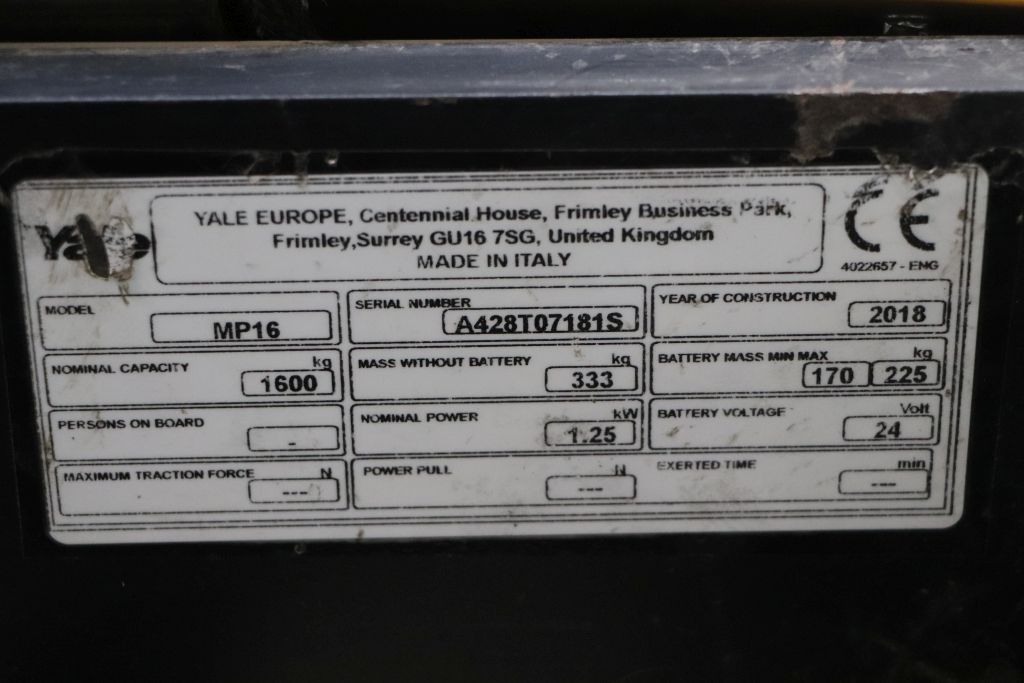 Yale
YALE EUROPE, Centennial House, Frimley Business Park,
Frimley,Surrey GU16 7SG, United Kingdom
MADE IN ITALY
CE
4022657 - ENG
MODEL
MP16
SERIAL NUMBER
A428T07181S
YEAR OF CONSTRUCTION
2018
NOMINAL CAPACITY kg
1600
MASS WITHOUT BATTERY kg
333
BATTERY MASS MIN MAX kg
170 225
PERSONS ON BOARD
-
NOMINAL POWER kW
1.25
BATTERY VOLTAGE Volt
24
MAXIMUM TRACTION FORCE N
---
POWER PULL N
---
EXERTED TIME min
---